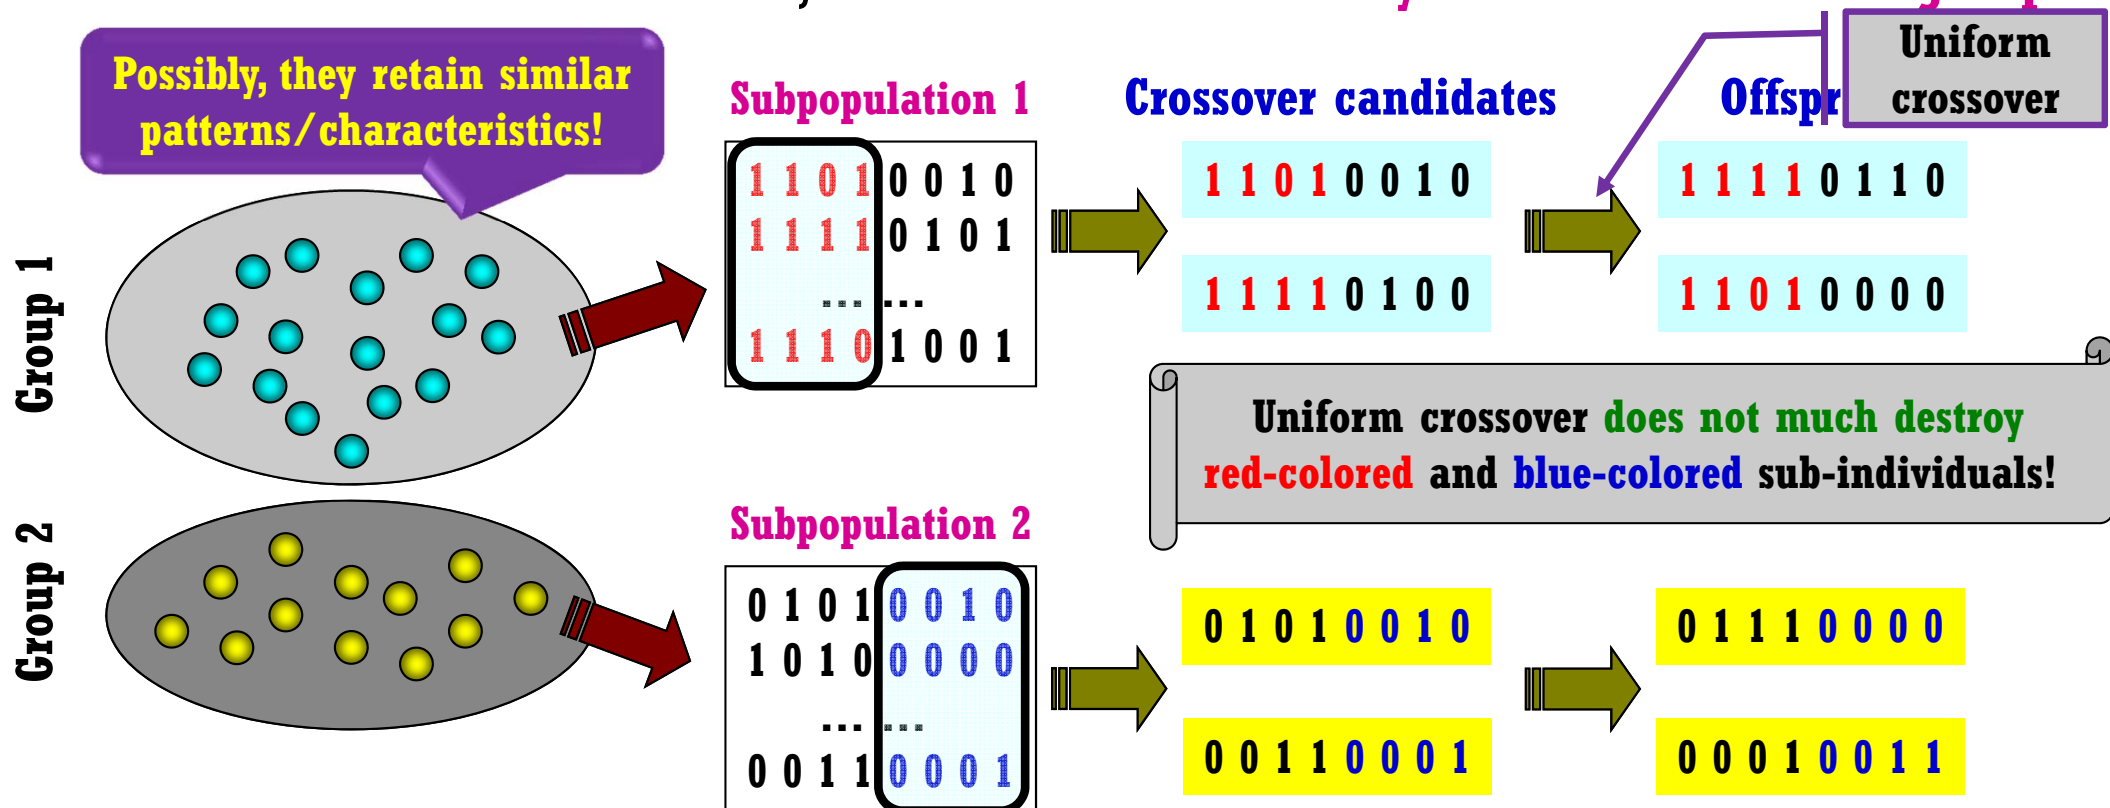 Possibly, they retain similar
patterns/characteristics!
Uniform
crossover
Subpopulation 1
Crossover candidates
Group 1
1 1 0 1 0 0 1 0
1 1 1 1 0 1 0 1
... ...
1 1 1 0 1 0 0 1
1 1 0 1 0 0 1 0
1 1 1 1 0 1 0 0
1 1 1 1 0 1 1 0
1 1 0 1 0 0 0 0
Uniform crossover does not much destroy
red-colored and blue-colored sub-individuals!
Group 2
Subpopulation 2
0 1 0 1 0 0 1 0
1 0 1 0 0 0 0 0
... ...
0 0 1 1 0 0 0 1
0 1 0 1 0 0 1 0
0 0 1 1 0 0 0 1
0 1 1 1 0 0 0 0
0 0 0 1 0 0 1 1